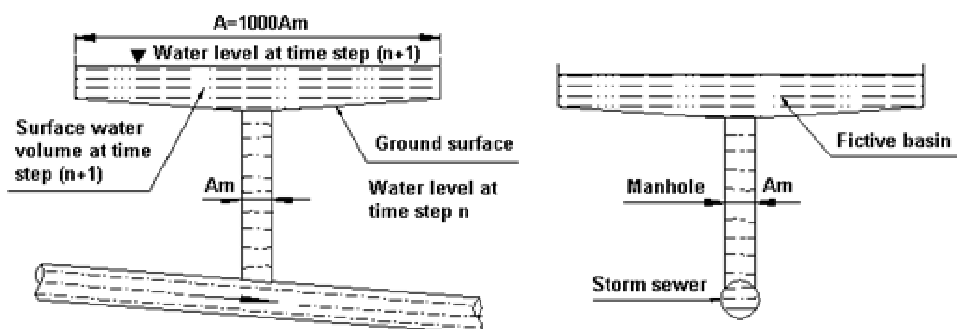 A=1000Am
Water level at time step (n+1)
Surface water
volume at time
step (n+1)
Ground surface
Am
Water level at
time step n
Fictive basin
Manhole
Am
Storm sewer